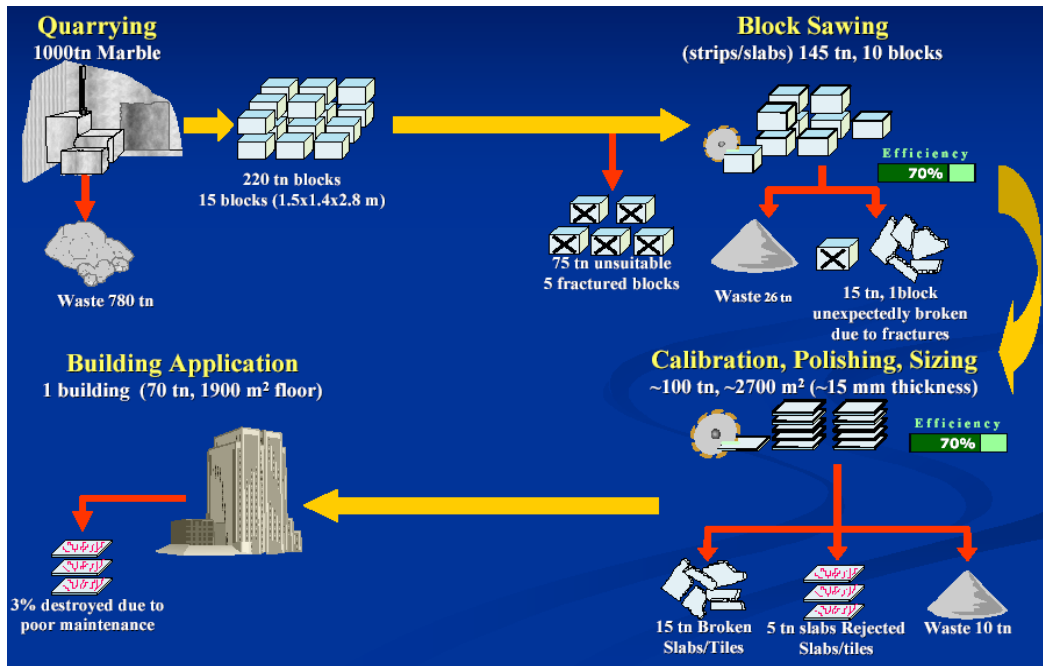 Quarrying
1000tn Marble
220 tn blocks
15 blocks (1.5x1.4x2.8 m)
Waste 780 tn
75 tn unsuitable
5 fractured blocks
Block Sawing
(strips/slabs) 145 tn, 10 blocks
Efficiency
70%
Waste 26 tn
15 tn, 1block
unexpectedly broken
due to fractures
Calibration, Polishing, Sizing
~100 tn, ~2700 m² (~15 mm thickness)
Efficiency
70%
15 tn Broken
Slabs/Tiles
5 tn slabs Rejected
Slabs/tiles
Waste 10 tn
Building Application
1 building (70 tn, 1900 m² floor)
3% destroyed due to
poor maintenance